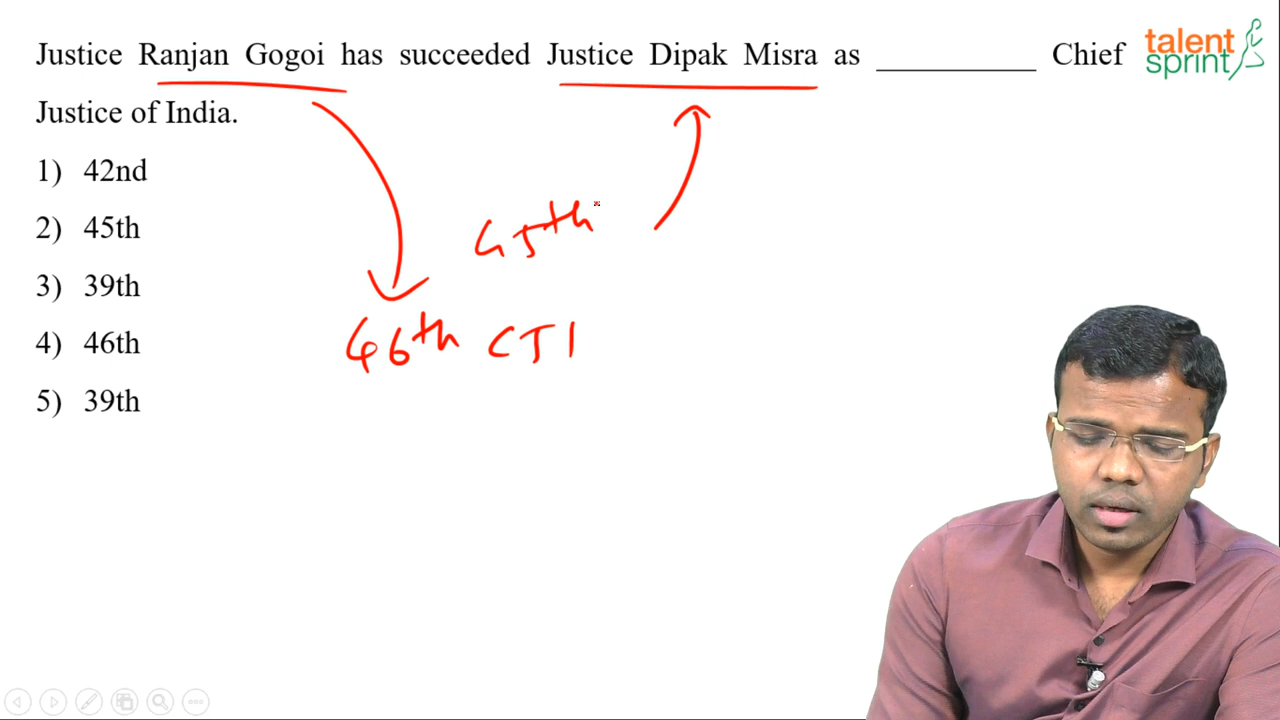 Justice Ranjan Gogoi has succeeded Justice Dipak Misra as __________ Chief
Justice of India.
talent
sprint
1) 42nd
2) 45th
3) 39th
4) 46th
5) 39th
45th
46th CJI